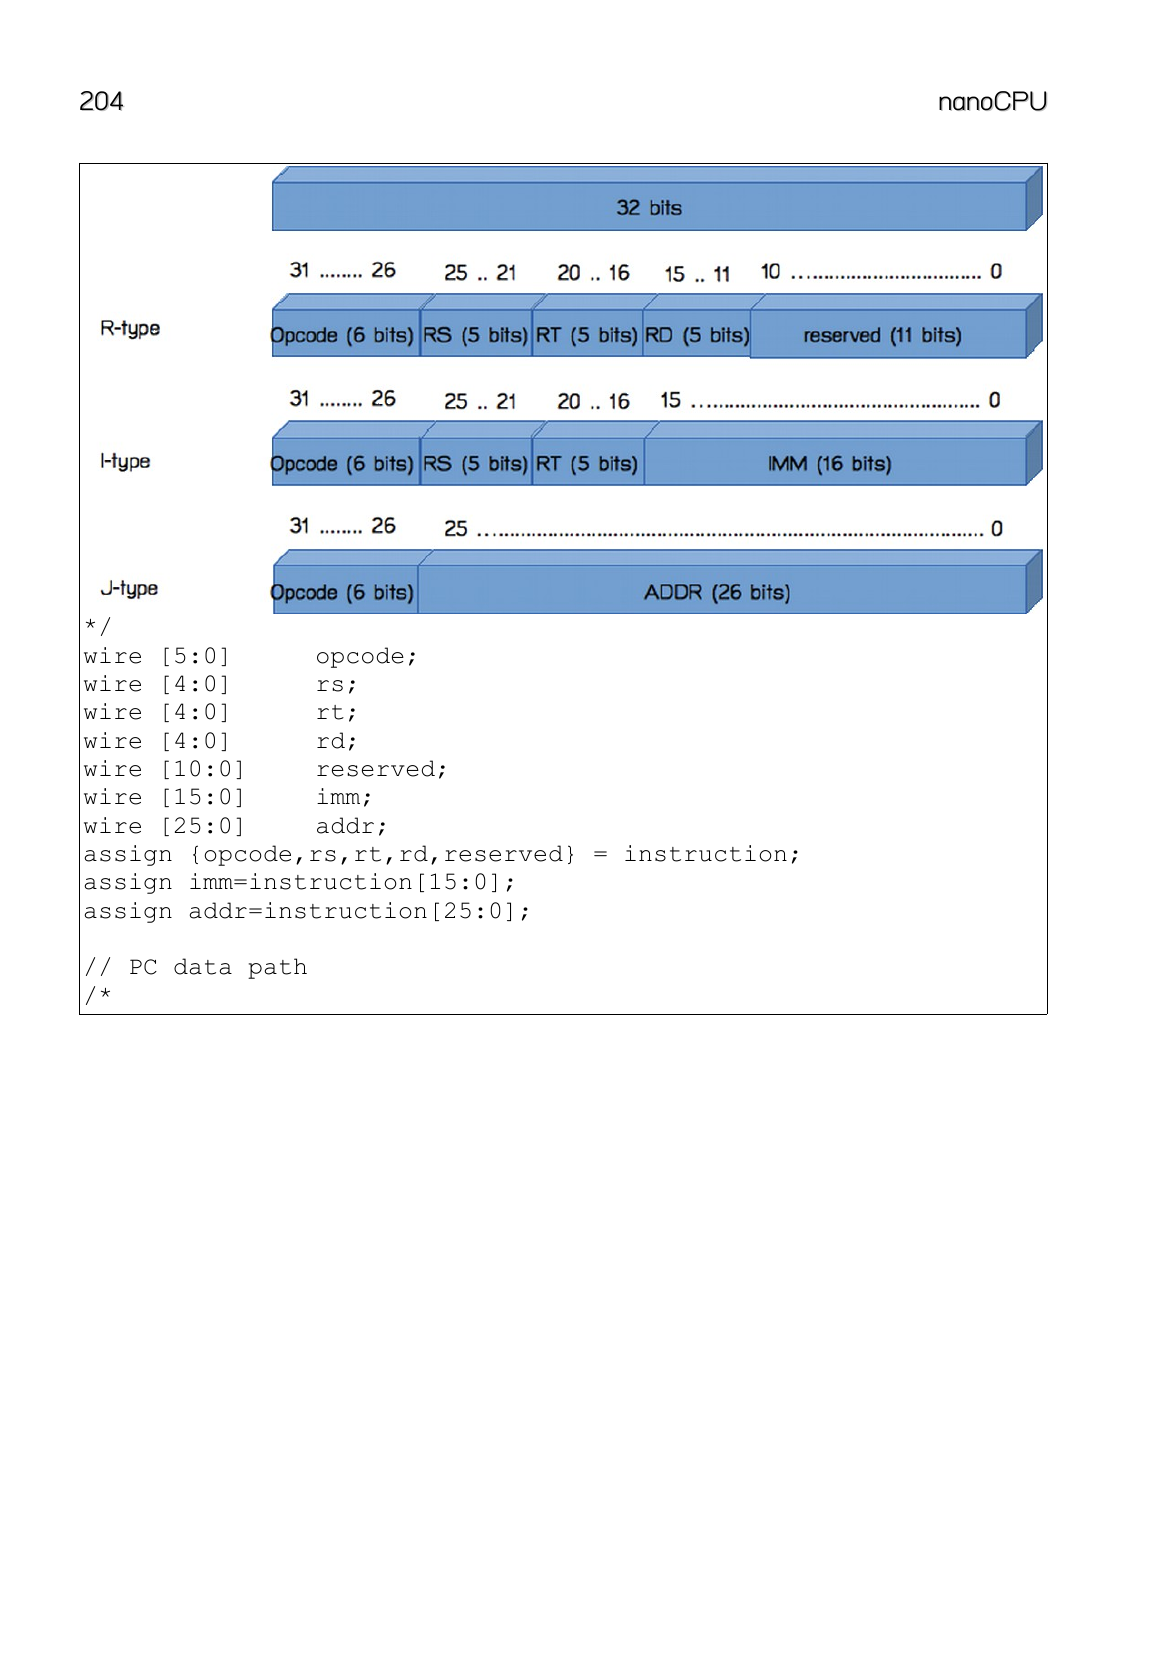 204 nanoCPU
32 bits
31 ........ 26 25 .. 21 20 .. 16 15 .. 11 10 .................................... 0
R-type Opcode (6 bits) RS (5 bits) RT (5 bits) RD (5 bits) reserved (11 bits)
31 ........ 26 25 .. 21 20 .. 16 15 ...................................................... 0
I-type Opcode (6 bits) RS (5 bits) RT (5 bits) IMM (16 bits)
31 ........ 26 25 ............................................................................................ 0
J-type Opcode (6 bits) ADDR (26 bits)
*/
wire [5:0] opcode;
wire [4:0] rs;
wire [4:0] rt;
wire [4:0] rd;
wire [10:0] reserved;
wire [15:0] imm;
wire [25:0] addr;
assign {opcode,rs,rt,rd,reserved} = instruction;
assign imm=instruction[15:0];
assign addr=instruction[25:0];
// PC data path
/*